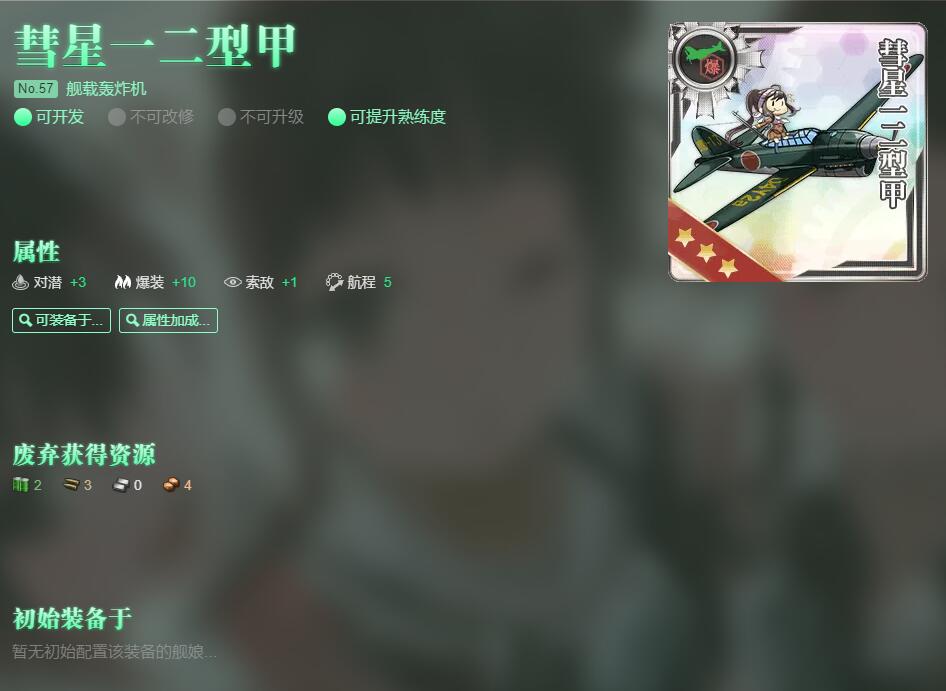 彗星一二型甲
No.57 舰载轰炸机
可开发 不可改修 不可升级 可提升熟练度
爆
彗星一二型甲
属性
对潜 +3 爆装 +10 索敌 +1 航程 5
可装备于... 属性加成...
废弃获得资源
2 3 0 4
初始装备于
暂无初始配置该装备的舰娘...